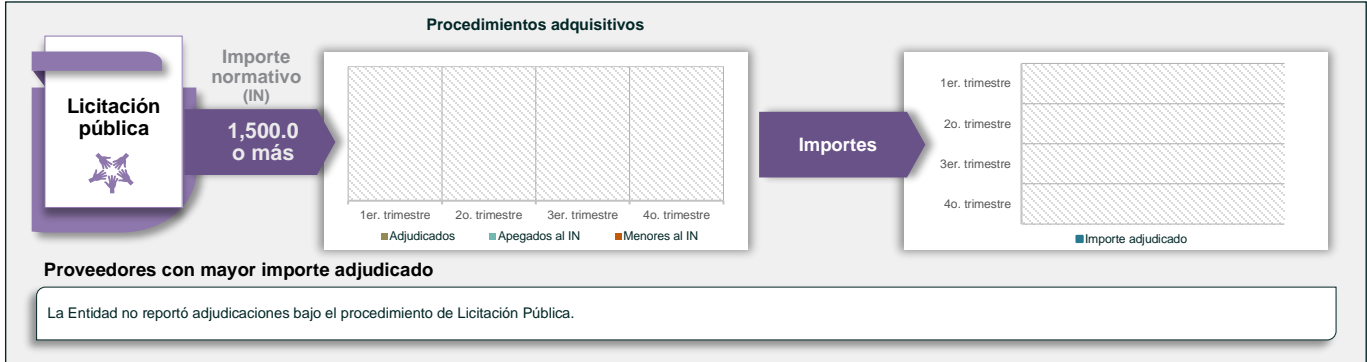 Procedimientos adquisitivos
Licitación
pública
Importe
normativo
(IN)
1,500.0
o más
1er. trimestre
2o. trimestre
3er. trimestre
4o. trimestre
Adjudicados
Apegados al IN
Menores al IN
Importes
1er. trimestre
2o. trimestre
3er. trimestre
4o. trimestre
Importe adjudicado
Proveedores con mayor importe adjudicado
La Entidad no reportó adjudicaciones bajo el procedimiento de Licitación Pública.